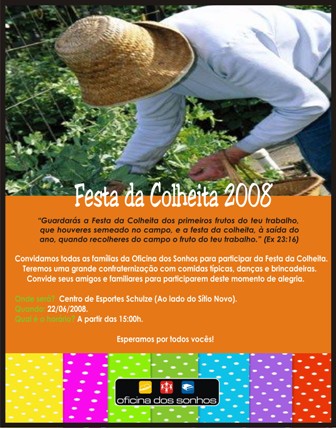 Festa da Colheita 2008
"Guardarás a Festa da Colheita dos primeiros frutos do teu trabalho,
que houveres semeado no campo, e a festa da colheita, à saída do
ano, quando recolheres do campo o fruto do teu trabalho." (Ex 23:16)
Convidamos todas as famílias da Oficina dos Sonhos para participar da Festa da Colheita.
Teremos uma grande confraternização com comidas típicas, danças e brincadeiras.
Convide seus amigos e familiares para participarem deste momento de alegria.
Onde será? Centro de Esportes Schulze (Ao lado do Sítio Novo).
Quando: 22/06/2008.
Qual é o horário? A partir das 15:00h.
Esperamos por todos vocês!
oficina dos sonhos